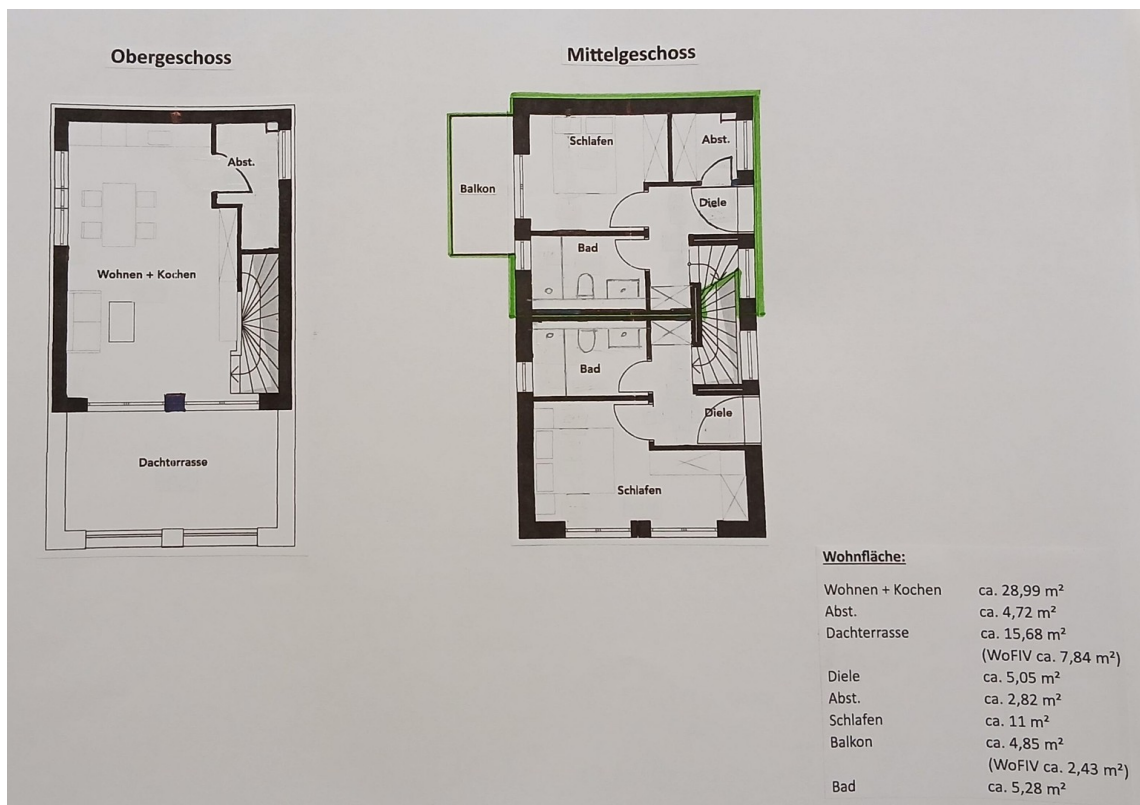 Obergeschoss
Mittelgeschoss
Abst.
Wohnen + Kochen
Dachterrasse
Balkon
Schlafen
Abst.
Diele
Bad
Bad
Diele
Schlafen
Wohnfläche:
Wohnen + Kochen ca. 28,99 m²
Abst. ca. 4,72 m²
Dachterrasse ca. 15,68 m²
(WoFIV ca. 7,84 m²)
Diele ca. 5,05 m²
Abst. ca. 2,82 m²
Schlafen ca. 11 m²
Balkon ca. 4,85 m²
(WoFIV ca. 2,43 m²)
Bad ca. 5,28 m²